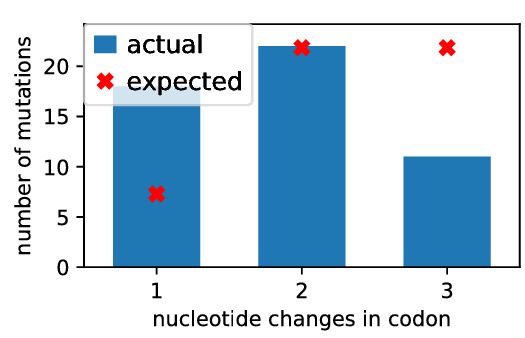 actual
expected
number of mutations
20
15
10
5
0
1 2 3
nucleotide changes in codon